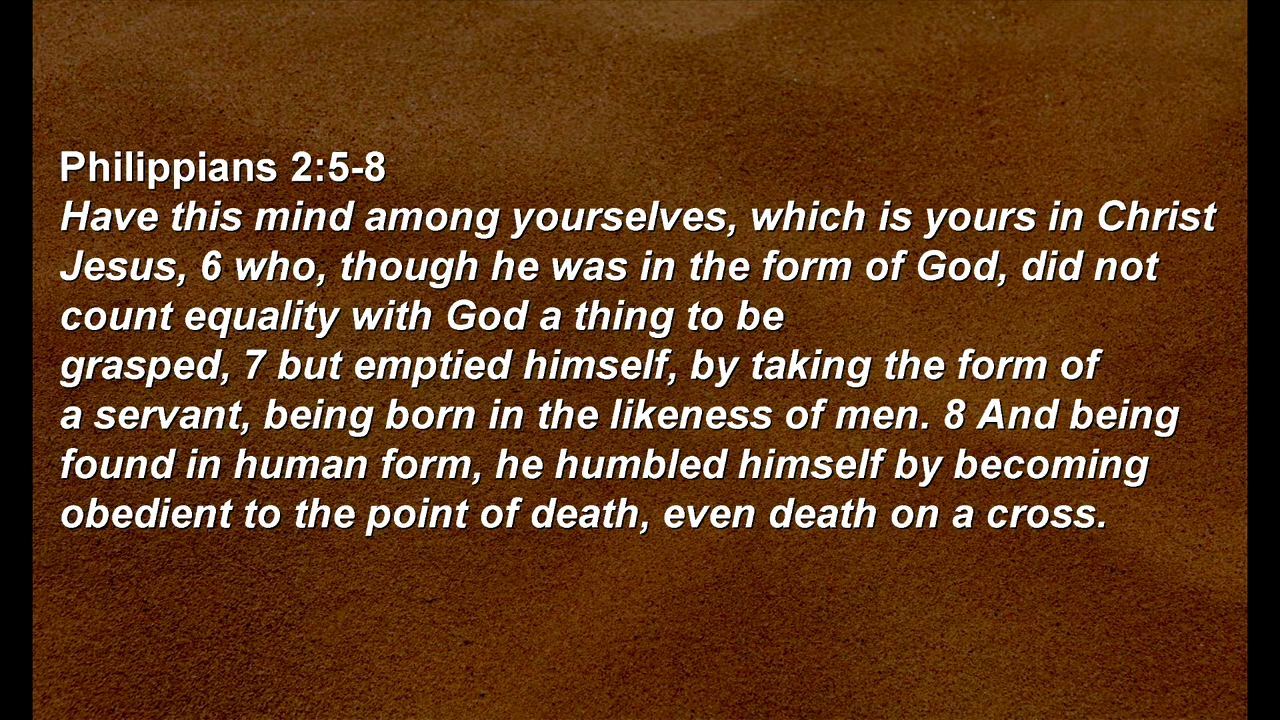 Philippians 2:5-8
Have this mind among yourselves, which is yours in Christ
Jesus, 6 who, though he was in the form of God, did not
count equality with God a thing to be
grasped, 7 but emptied himself, by taking the form of
a servant, being born in the likeness of men. 8 And being
found in human form, he humbled himself by becoming
obedient to the point of death, even death on a cross.